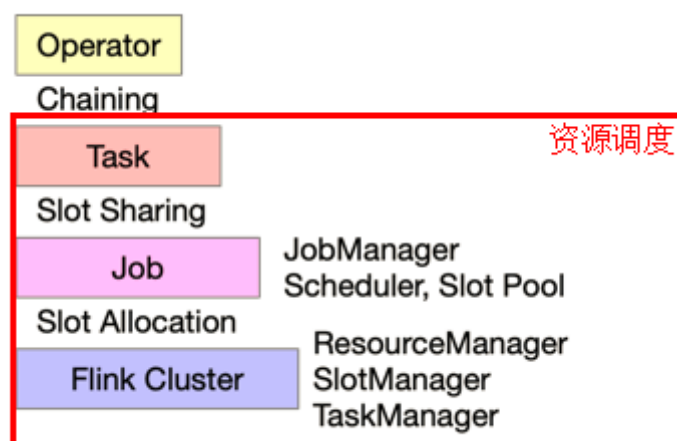 Operator
Chaining
Task
资源调度
Slot Sharing
Job
JobManager
Scheduler, Slot Pool
Slot Allocation
Flink Cluster
ResourceManager
SlotManager
TaskManager